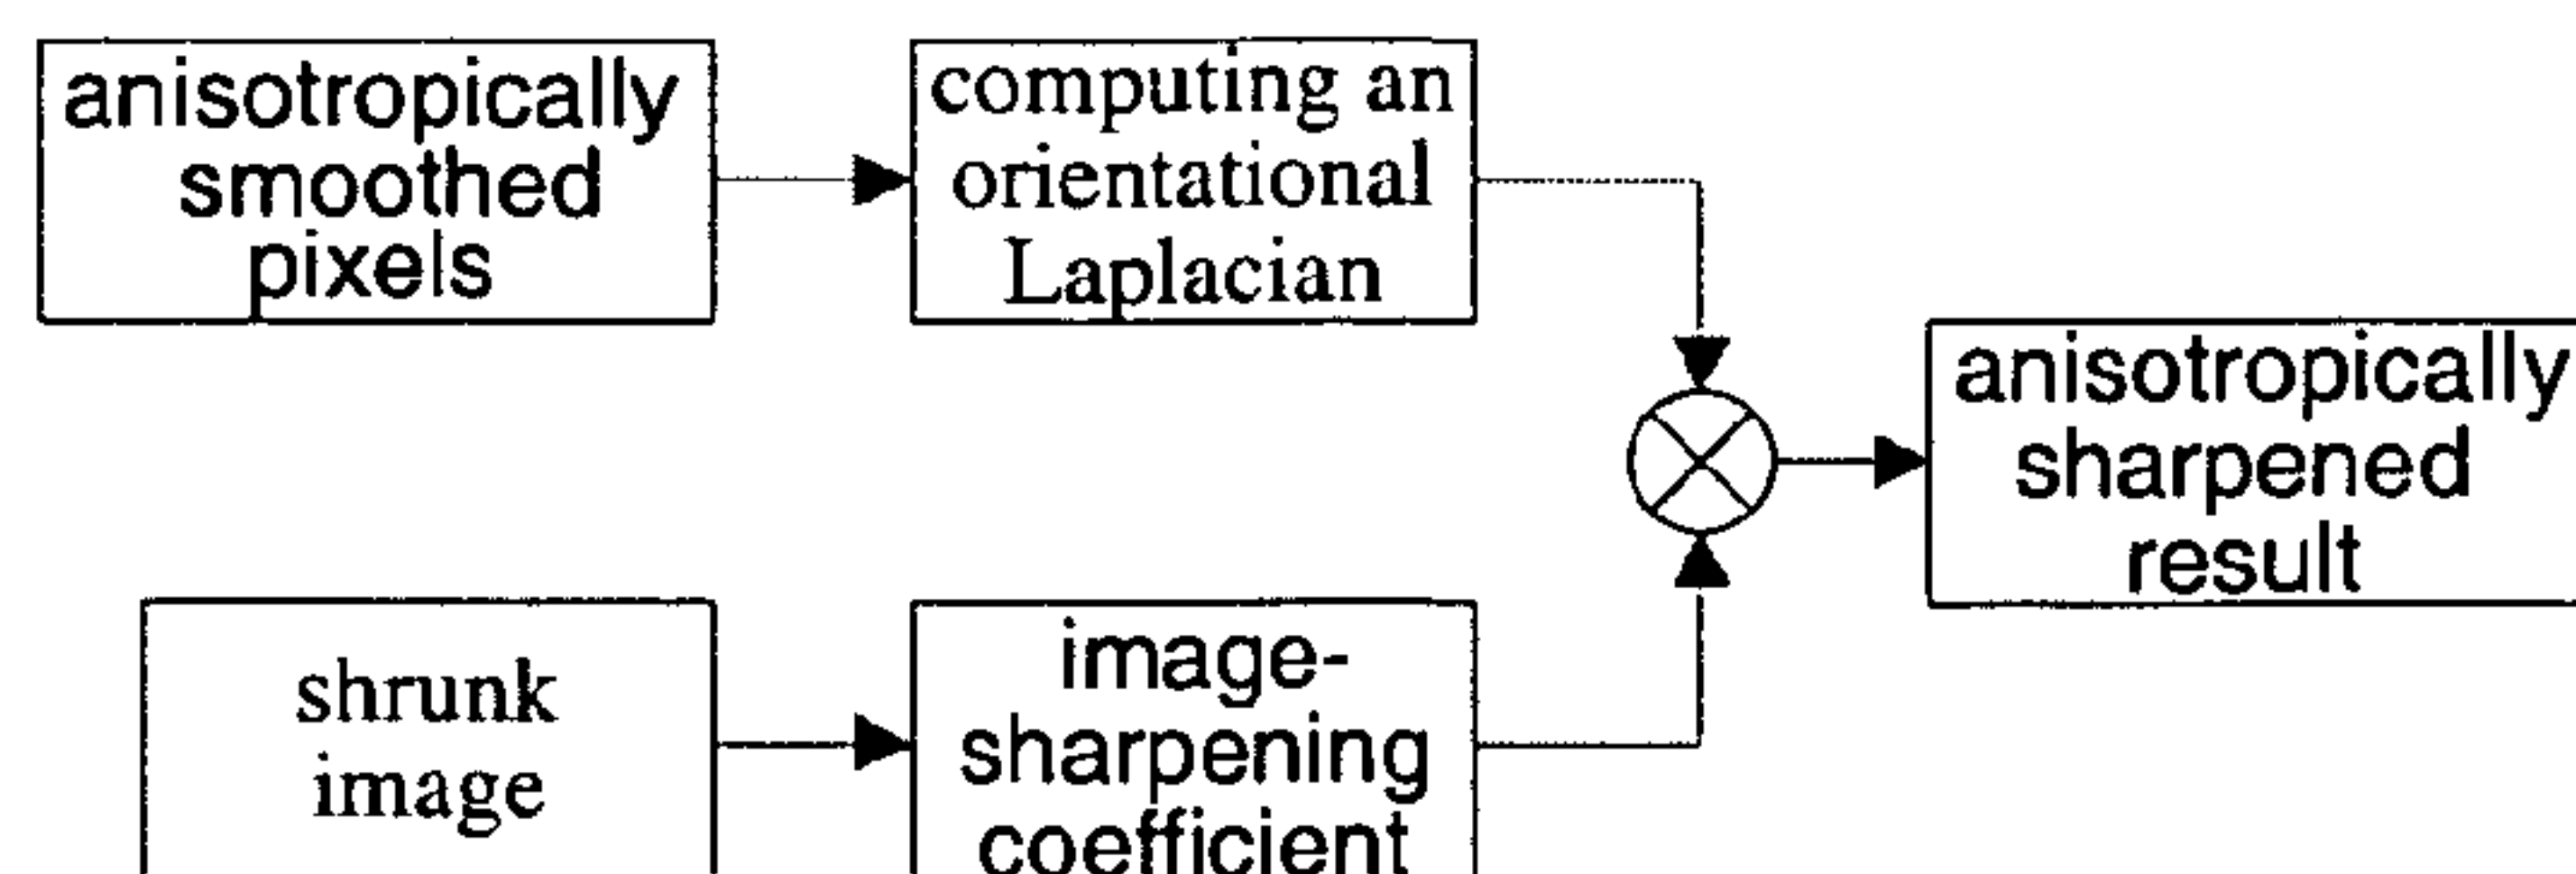 anisotropically
smoothed
pixels
computing an
orientational
Laplacian
anisotropically
sharpened
result
shrunk
image
image-
sharpening
coefficient